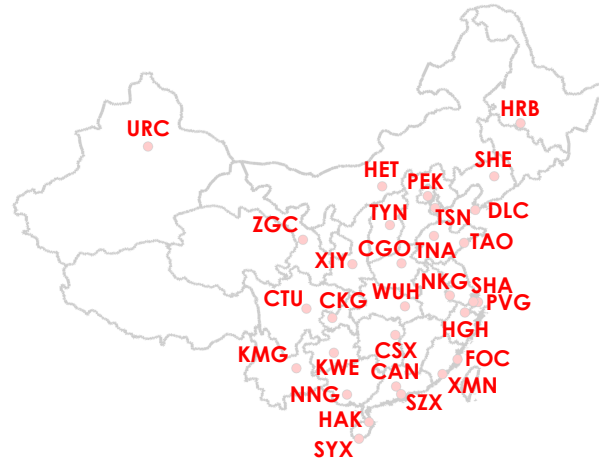 HRB
URC
SHE
HET
PEK
TYN
TSN
DLC
ZGC
TAO
CGO
TNA
XIY
NKG
SHA
CTU
CKG
WUH
PVG
HGH
KMG
KWE
CSX
FOC
CAN
XMN
NNG
SZX
HAK
SYX